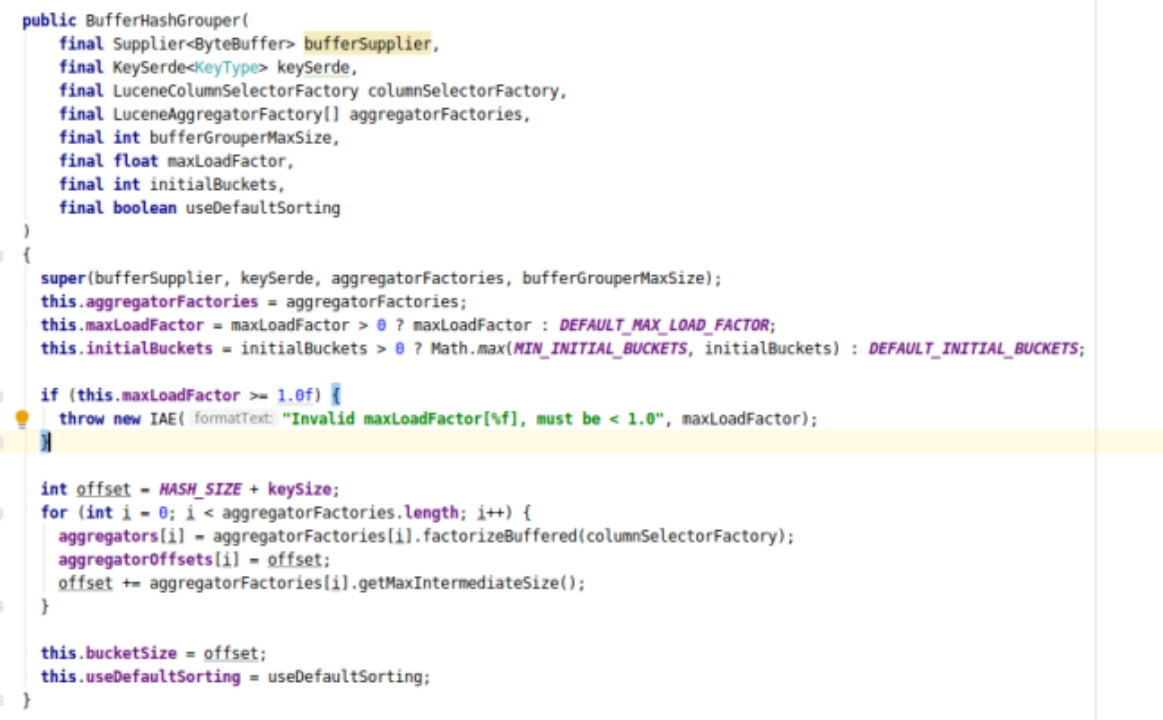 public BufferHashGrouper(
    final Supplier<ByteBuffer> bufferSupplier,
    final KeySerde<KeyType> keySerde,
    final LuceneColumnSelectorFactory columnSelectorFactory,
    final LuceneAggregatorFactory[] aggregatorFactories,
    final int bufferGrouperMaxSize,
    final float maxLoadFactor,
    final int initialBuckets,
    final boolean useDefaultSorting
)
{
  super(bufferSupplier, keySerde, aggregatorFactories, bufferGrouperMaxSize);
  this.aggregatorFactories = aggregatorFactories;
  this.maxLoadFactor = maxLoadFactor > 0 ? maxLoadFactor : DEFAULT_MAX_LOAD_FACTOR;
  this.initialBuckets = initialBuckets > 0 ? Math.max(MIN_INITIAL_BUCKETS, initialBuckets) : DEFAULT_INITIAL_BUCKETS;

  if (this.maxLoadFactor >= 1.0f) {
    throw new IAE( formatText: "Invalid maxLoadFactor[%f], must be < 1.0", maxLoadFactor);
  }

  int offset = HASH_SIZE + keySize;
  for (int i = 0; i < aggregatorFactories.length; i++) {
    aggregators[i] = aggregatorFactories[i].factorizeBuffered(columnSelectorFactory);
    aggregatorOffsets[i] = offset;
    offset += aggregatorFactories[i].getMaxIntermediateSize();
  }

  this.bucketSize = offset;
  this.useDefaultSorting = useDefaultSorting;
}